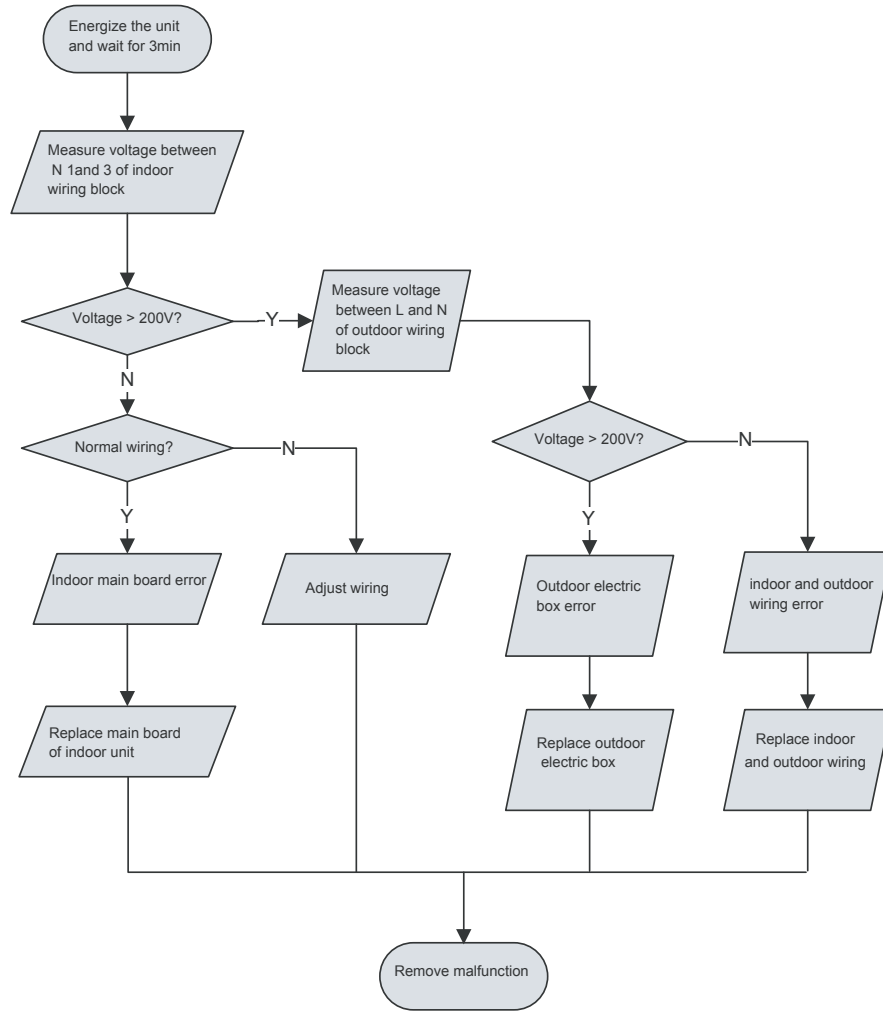 Energize the unit
and wait for 3min
Measure voltage between
N 1and 3 of indoor
wiring block
Voltage > 200V?
Y
Measure voltage
between L and N
of outdoor wiring
block
N
Normal wiring?
N
Voltage > 200V?
N
Y
Y
Indoor main board error
Adjust wiring
Outdoor electric
box error
indoor and outdoor
wiring error
Replace main board
of indoor unit
Replace outdoor
electric box
Replace indoor
and outdoor wiring
Remove malfunction